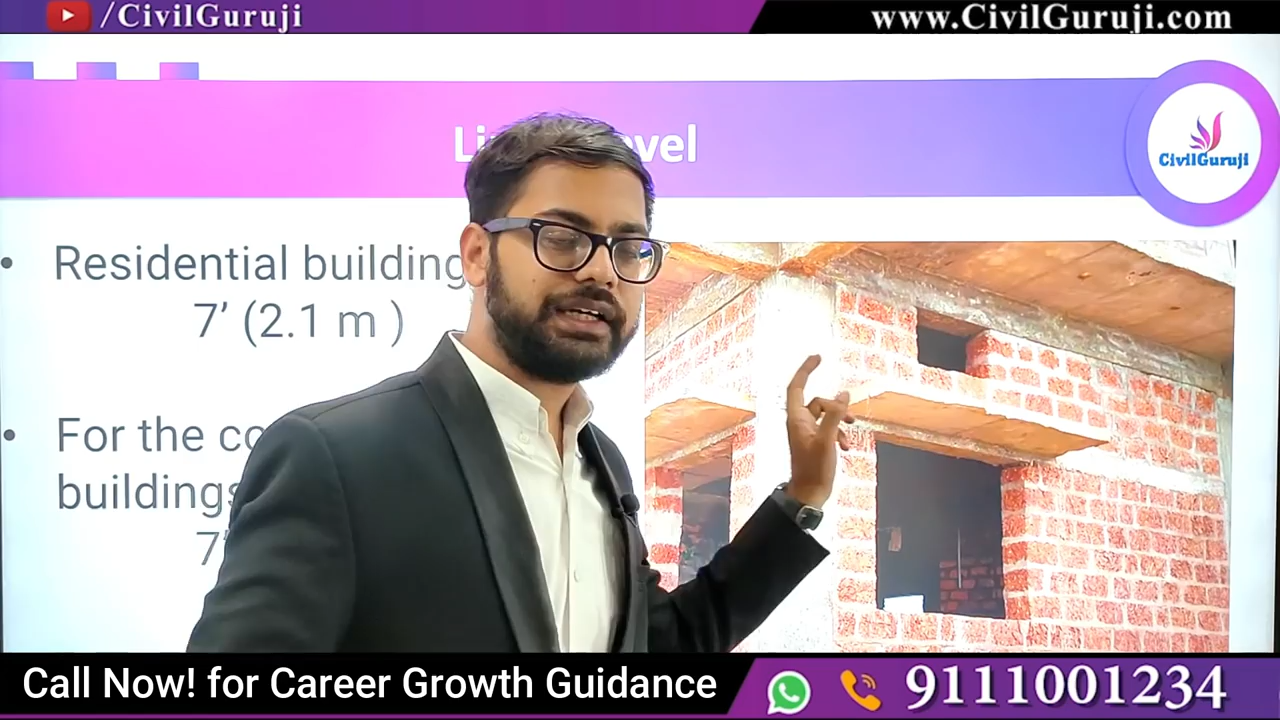 /CivilGuruji
www.CivilGuruji.com
CivilGuruji
• Residential building
7’ (2.1 m )
• For the
buildings
Call Now! for Career Growth Guidance
9111001234